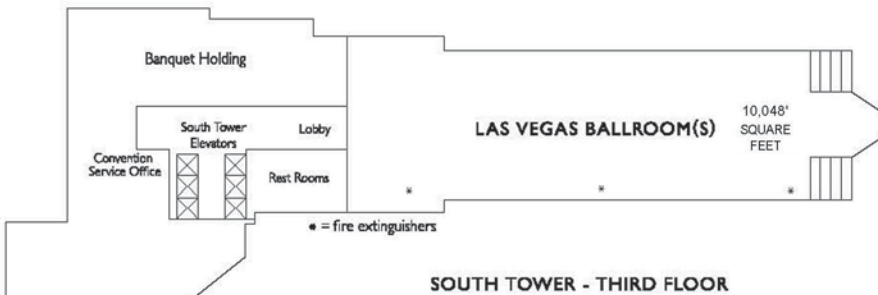 Banquet Holding
South Tower
Elevators
Lobby
Convention
Service Office
Rest Rooms
LAS VEGAS BALLROOM(S)
10,048'
SQUARE
FEET
* = fire extinguishers
SOUTH TOWER - THIRD FLOOR